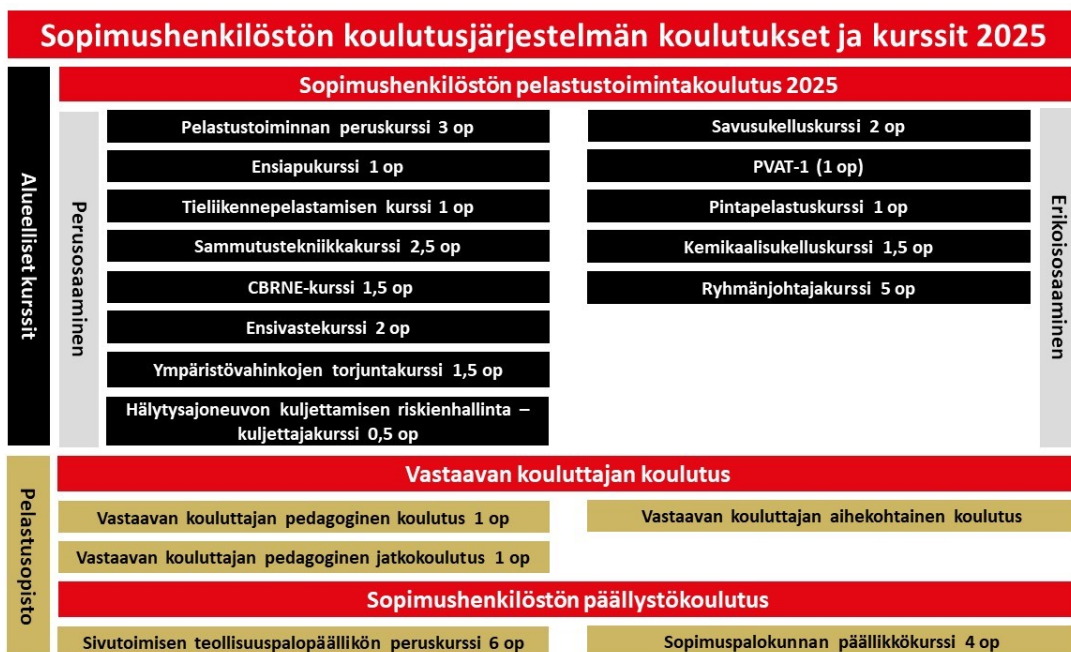 Sopimushenkilöstön koulutusjärjestelmän koulutukset ja kurssit 2025
Sopimushenkilöstön pelastustoimintakoulutus 2025
Alueelliset kurssit
Perusosaaminen
Pelastustoiminnan peruskurssi 3 op
Ensiapukurssi 1 op
Tieliikennepelastamisen kurssi 1 op
Sammutustekniikkakurssi 2,5 op
CBRNE-kurssi 1,5 op
Ensivastekurssi 2 op
Ympäristövahinkojen torjuntakurssi 1,5 op
Hälytysajoneuvon kuljettamisen riskienhallinta –
kuljettajakurssi 0,5 op
Savusukelluskurssi 2 op
PVAT-1 (1 op)
Pintapelastuskurssi 1 op
Kemikaalisukelluskurssi 1,5 op
Ryhmänjohtajakurssi 5 op
Erikoisosaaminen
Pelastusopisto
Vastaavan kouluttajan koulutus
Vastaavan kouluttajan pedagoginen koulutus 1 op
Vastaavan kouluttajan pedagoginen jatkokoulutus 1 op
Vastaavan kouluttajan aihekohtainen koulutus
Sopimushenkilöstön päällystökoulutus
Sivutoimisen teollisuuspalopäällikön peruskurssi 6 op
Sopimuspalokunnan päällikkökurssi 4 op